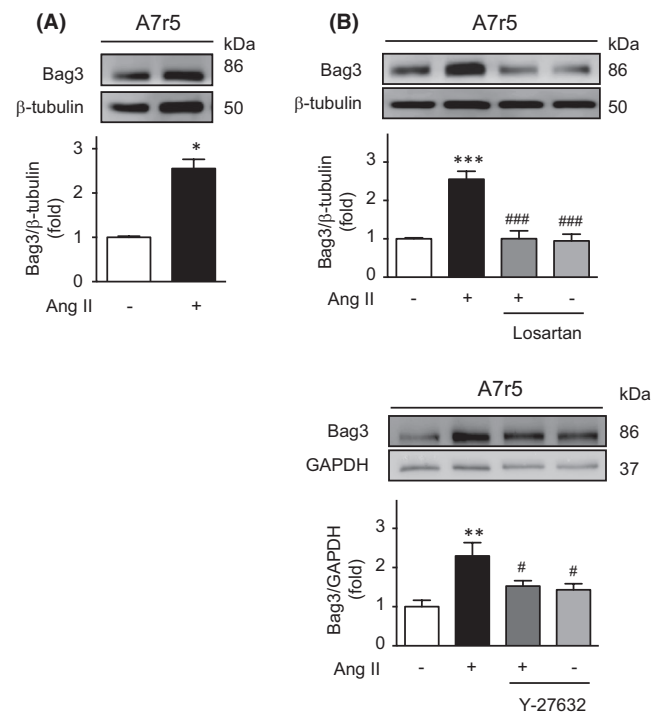 (A)
A7r5
kDa
Bag3
86
β-tubulin
50
Bag3/β-tubulin
(fold)
3
2
1
0
*
Ang II - +
(B)
A7r5
kDa
Bag3
86
β-tubulin
50
Bag3/β-tubulin
(fold)
3
2
1
0
***
### ###
Ang II - + + -
Losartan
A7r5
kDa
Bag3
86
GAPDH
37
Bag3/GAPDH
(fold)
3
2
1
0
**
# #
Ang II - + + -
Y-27632